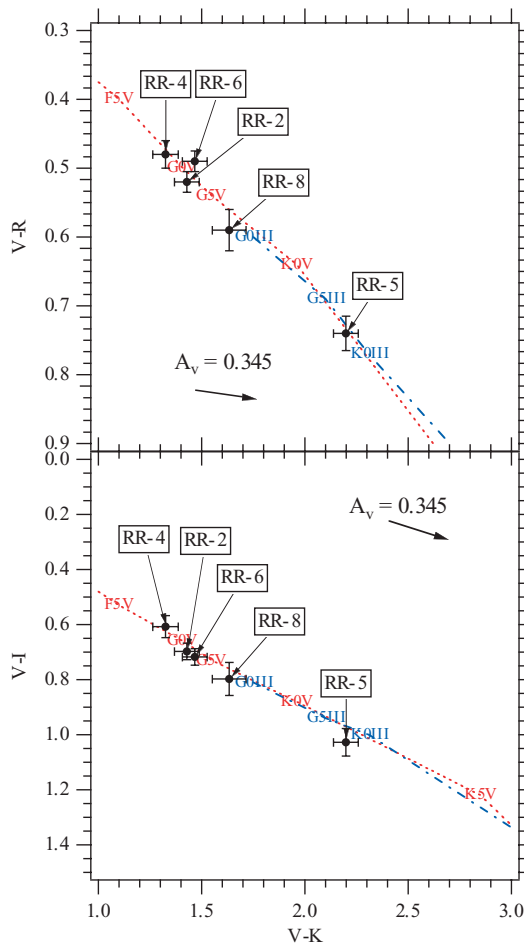 0.3
0.4
0.5
0.6
0.7
0.8
0.9
V-R
RR-4
RR-6
RR-2
RR-8
RR-5
F5V
G0V
G5V
G0III
K0V
G5III
K0III
Av = 0.345
0.0
0.2
0.4
0.6
0.8
1.0
1.2
1.4
V-I
Av = 0.345
RR-4
RR-2
RR-6
RR-8
RR-5
F5V
G0V
G5V
G0III
K0V
G5III
K0III
K5V
1.0
1.5
2.0
2.5
3.0
V-K